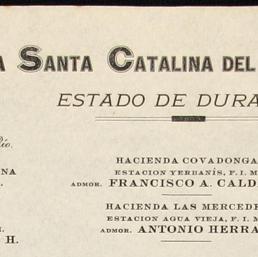 A SANTA CATALINA DEL
ESTADO DE DURA
HACIENDA COVADONGA
ESTACION YERBANÍS, F. I. M
ADMOR. FRANCISCO A. CALD
HACIENDA LAS MERCEDE
ESTACION AGUA VIEJA, F. I. M
ADMOR. ANTONIO HERRA
NA
H.